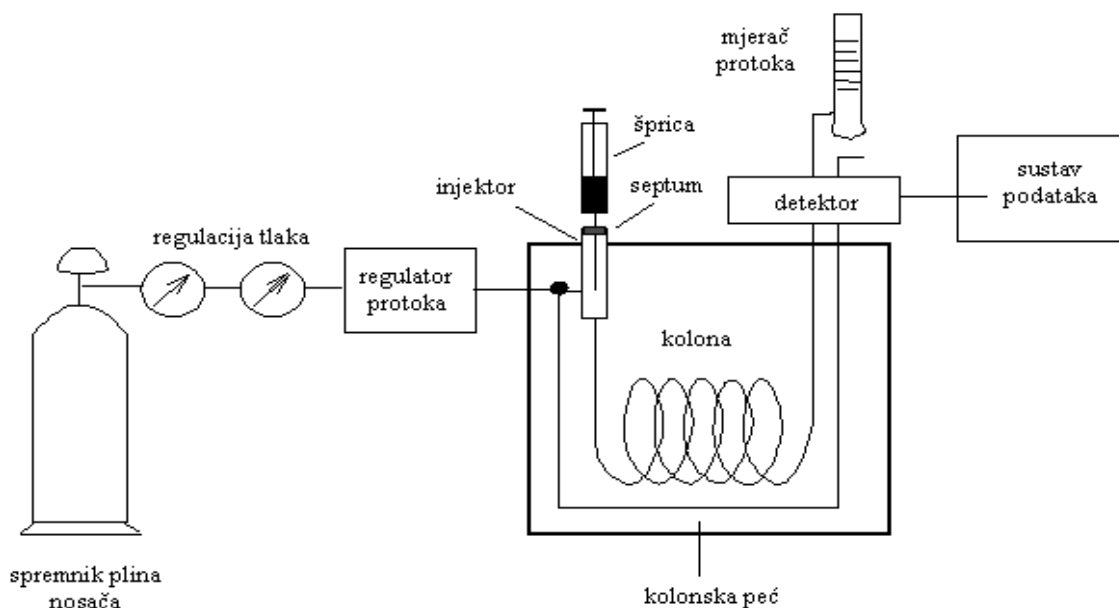 mjerač
protoka
šprica
injektor
septum
detektor
sustav
podataka
regulacija tlaka
regulator
protoka
kolona
spremnik plina
nosača
kolonska peć